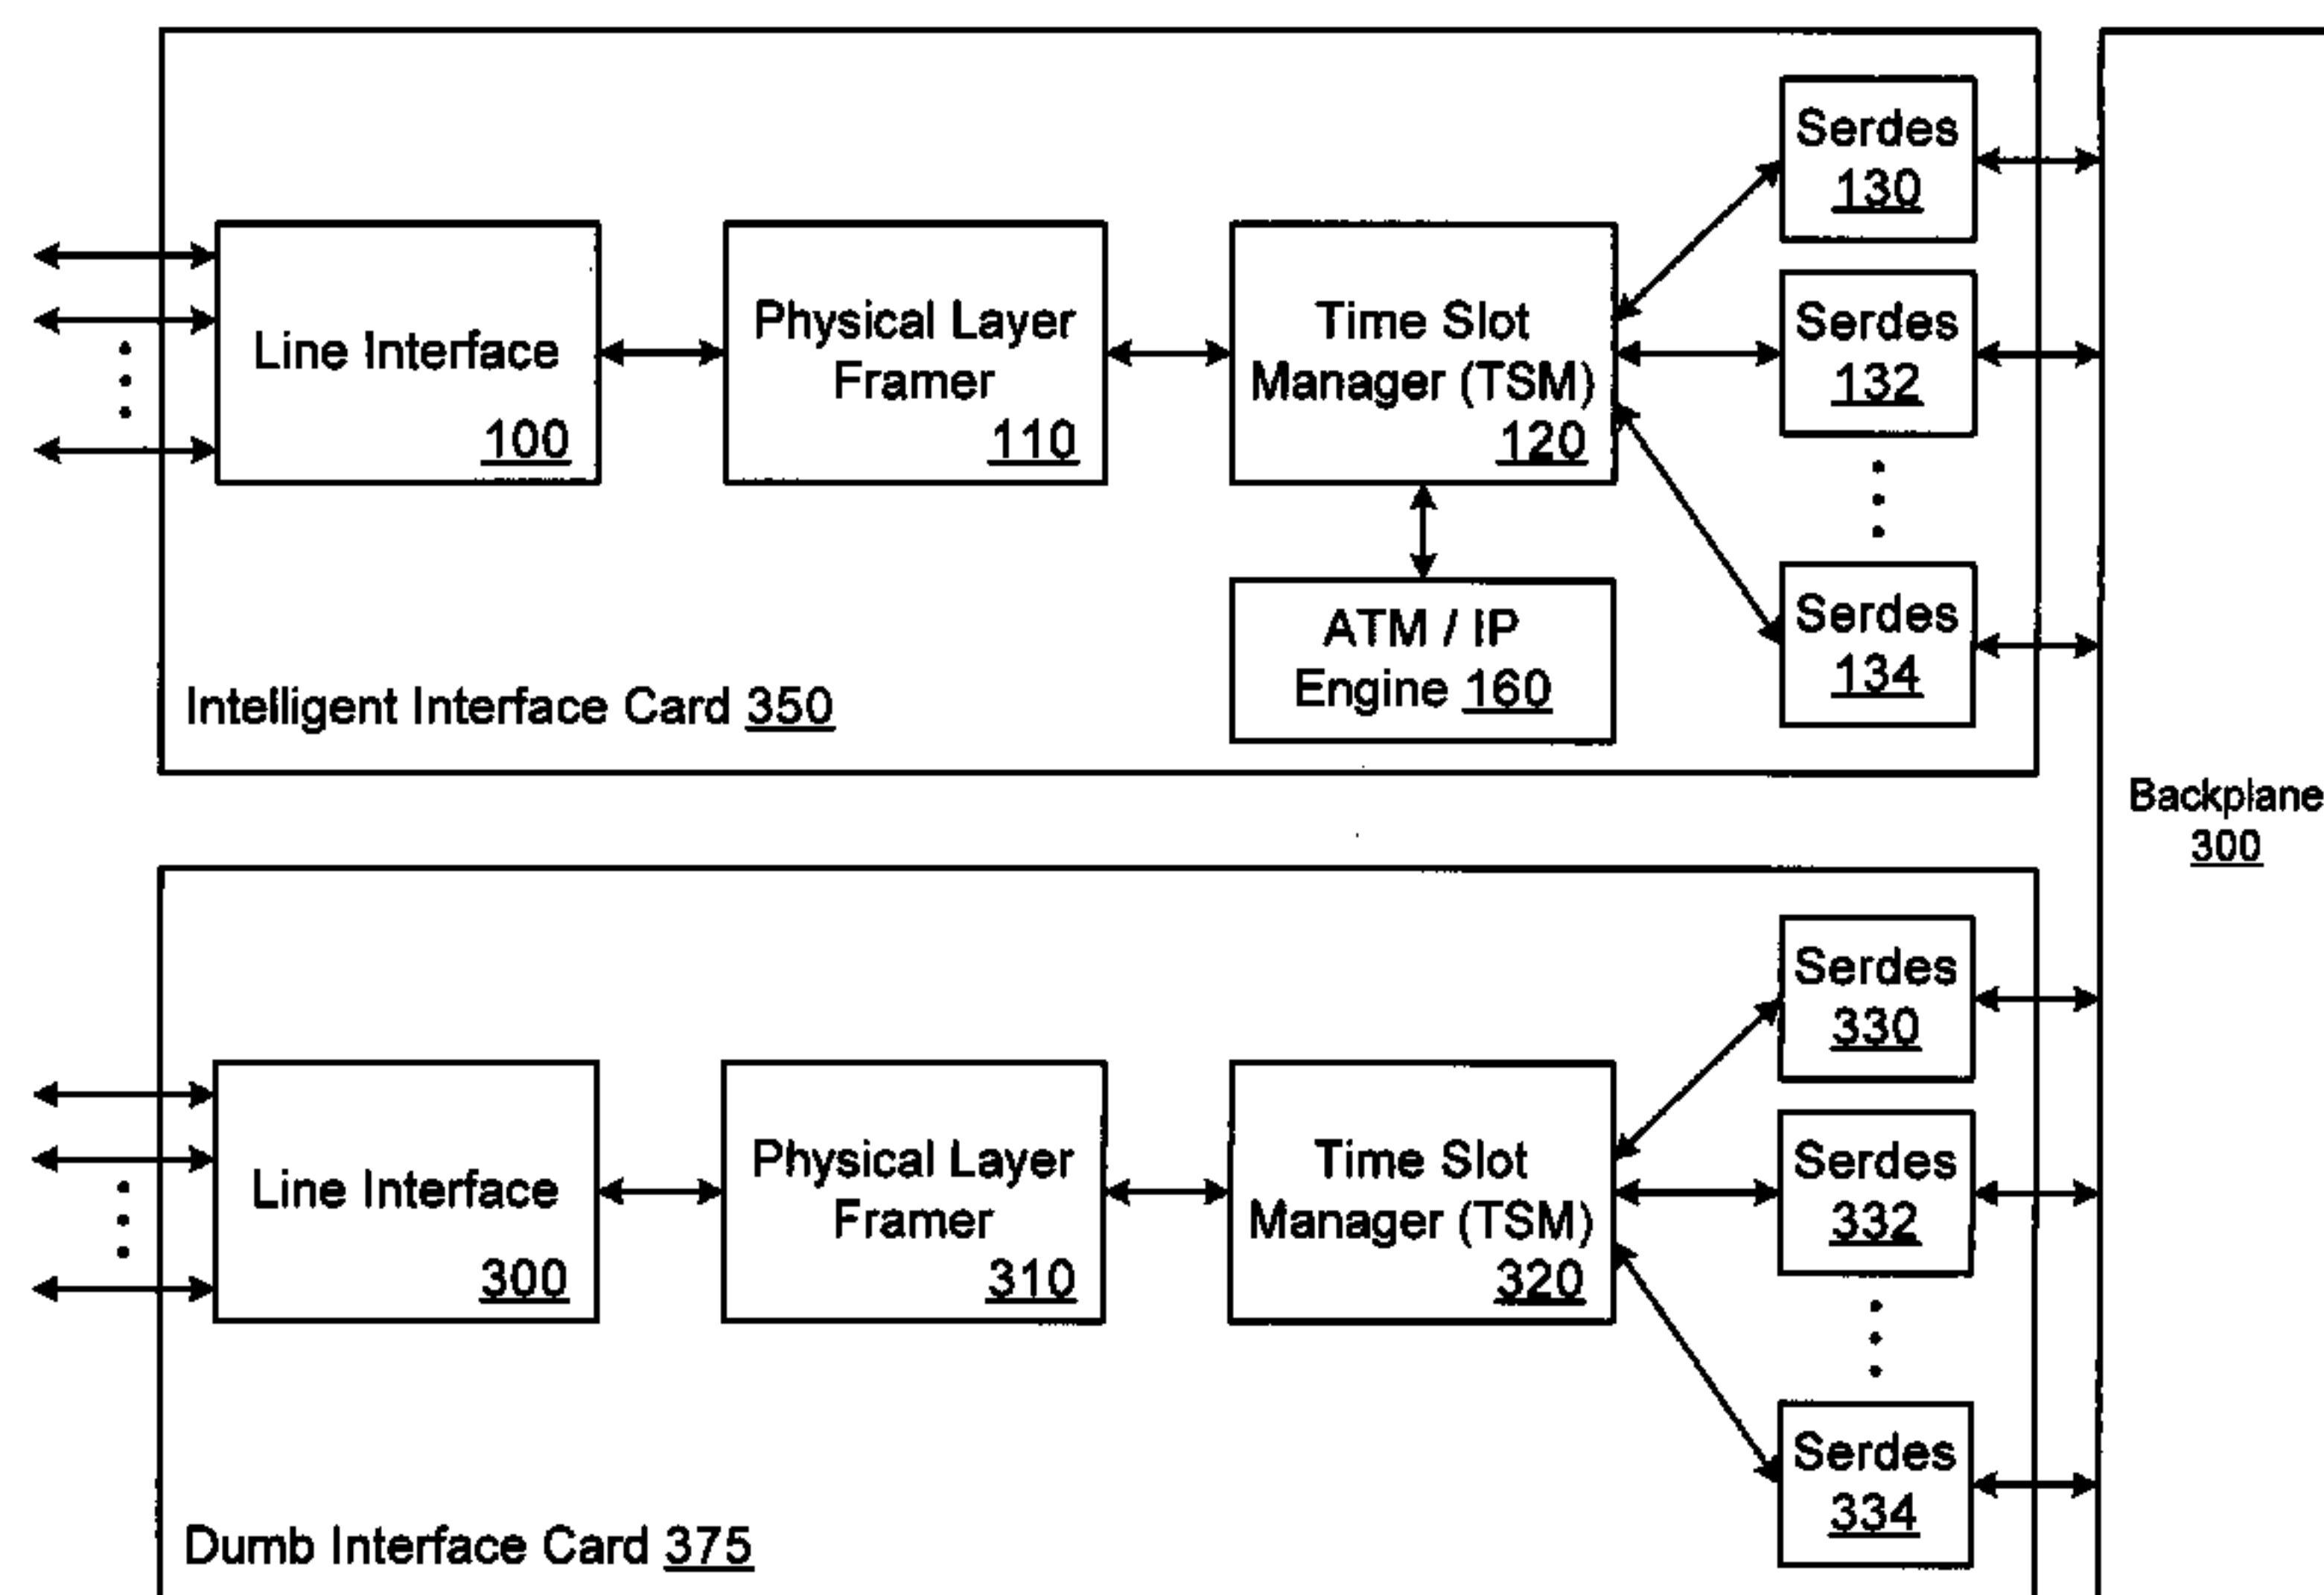 Serdes
130
Line Interface
100
Physical Layer
Framer
110
Time Slot
Manager (TSM)
120
Serdes
132
Serdes
134
ATM / IP
Engine 160
Intelligent Interface Card 350
Backplane
300
Serdes
330
Line Interface
300
Physical Layer
Framer
310
Time Slot
Manager (TSM)
320
Serdes
332
Serdes
334
Dumb Interface Card 375